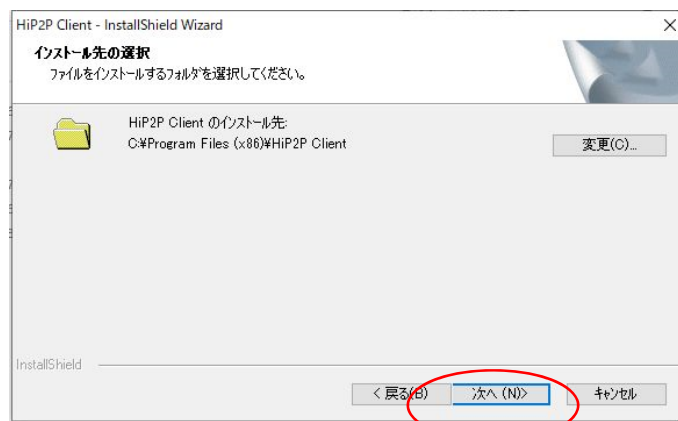 HiP2P Client - InstallShield Wizard
インストール先の選択
ファイルをインストールするフォルダを選択してください。
HiP2P Client のインストール先:
C:¥Program Files (x86)¥HiP2P Client
変更(C)...
InstallShield
< 戻る(B)
次へ (N)>
キャンセル